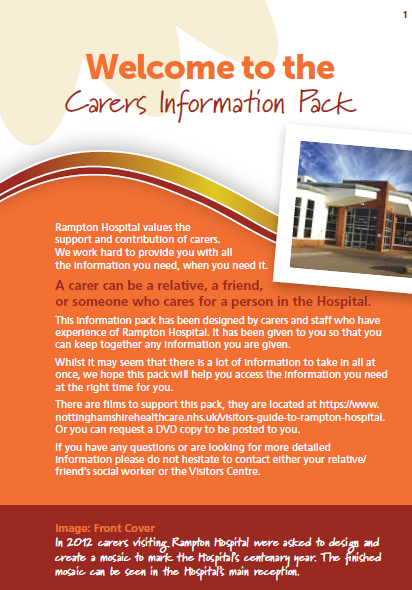 1
Welcome to the
Carers Information Pack
Rampton Hospital values the
support and contribution of carers.
We work hard to provide you with all
the information you need, when you need it.
A carer can be a relative, a friend,
or someone who cares for a person in the Hospital.
This information pack has been designed by carers and staff who have
experience of Rampton Hospital. It has been given to you so that you
can keep together any information you are given.
Whilst it may seem that there is a lot of information to take in all at
once, we hope this pack will help you access the information you need
at the right time for you.
There are films to support this pack, they are located at https://www.
nottinghamshirehealthcare.nhs.uk/visitors-guide-to-rampton-hospital.
Or you can request a DVD copy to be posted to you.
If you have any questions or are looking for more detailed
information please do not hesitate to contact either your relative/
friend's social worker or the Visitors Centre.
Image: Front Cover
In 2012 carers visiting Rampton Hospital were asked to design and
create a mosaic to mark the Hospital's centenary year. The finished
mosaic can be seen in the Hospital's main reception.